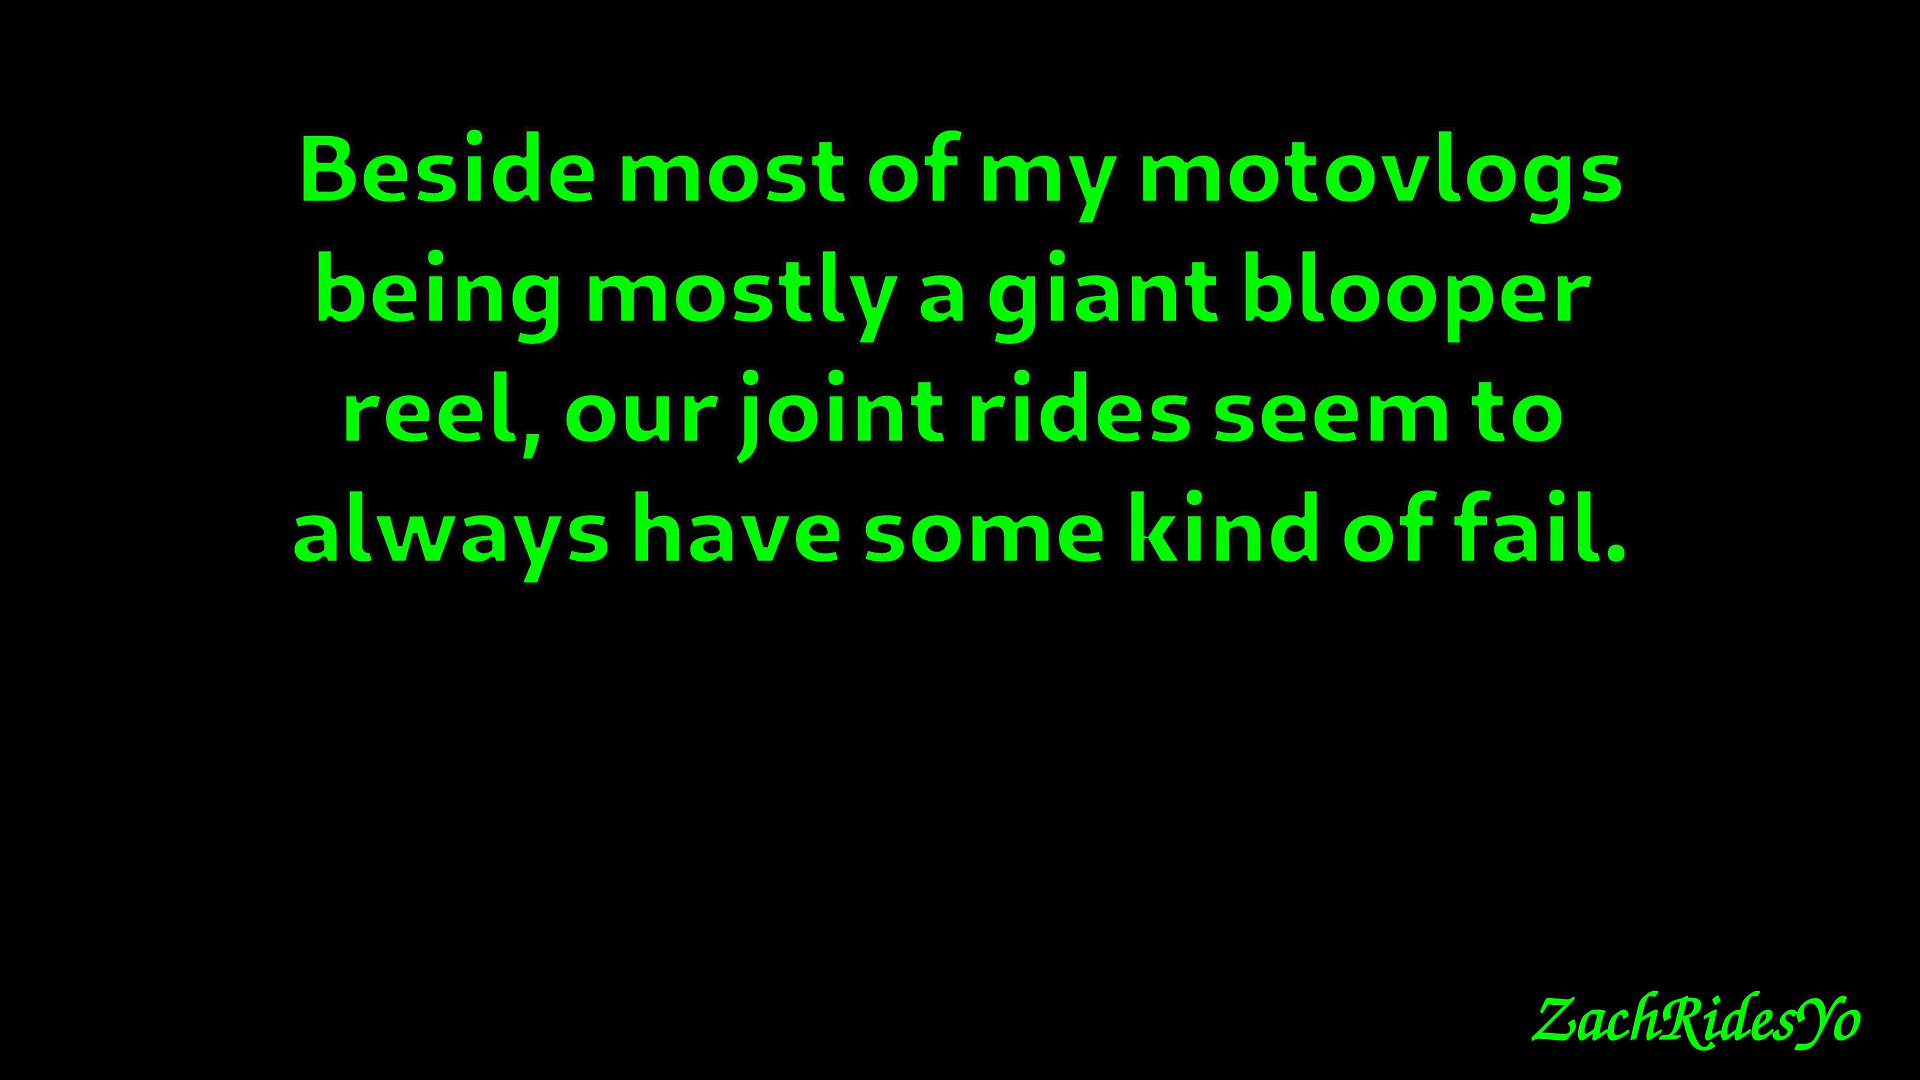 Beside most of my motovlogs
being mostly a giant blooper
reel, our joint rides seem to
always have some kind of fail.
ZachRidesYo